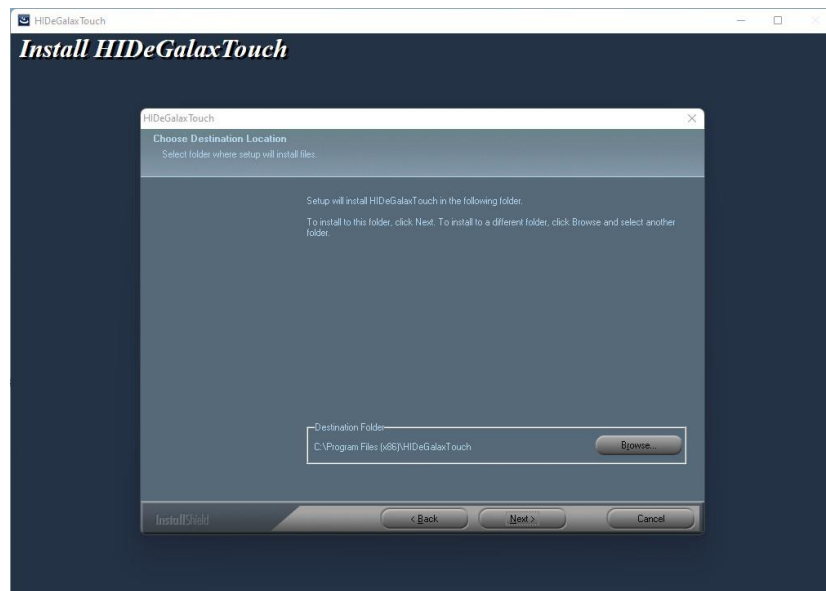 HIDeGalaxTouch
Install HIDeGalaxTouch
HIDeGalaxTouch
Choose Destination Location
Select folder where setup will install files.
Setup will install HIDeGalaxTouch in the following folder.
To install to this folder, click Next. To install to a different folder, click Browse and select another
folder.
Destination Folder
C:\Program Files (x86)\HIDeGalaxTouch
Browse...
InstallShield
< Back
Next >
Cancel